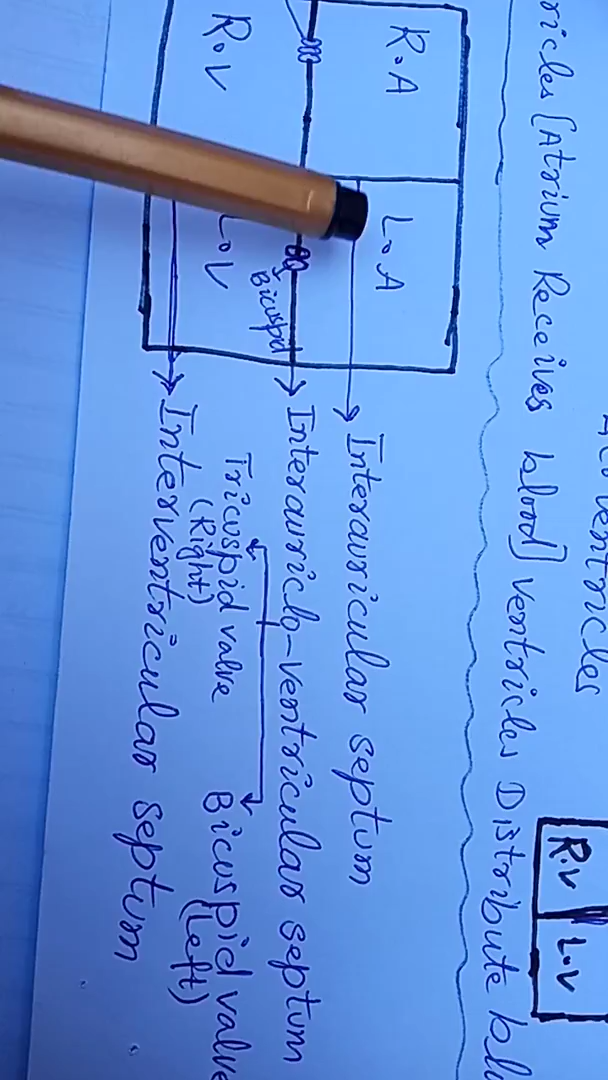 ventricles
ricles [Atrium Receives blood] ventricles Distribute
R.V L.V
R.A L.A
R.V L.V
Bicuspid
Interauricular septum
Interauriclo-ventricular septum
Tricuspid valve Bicuspid valve
(Right) (left)
Interventricular septum